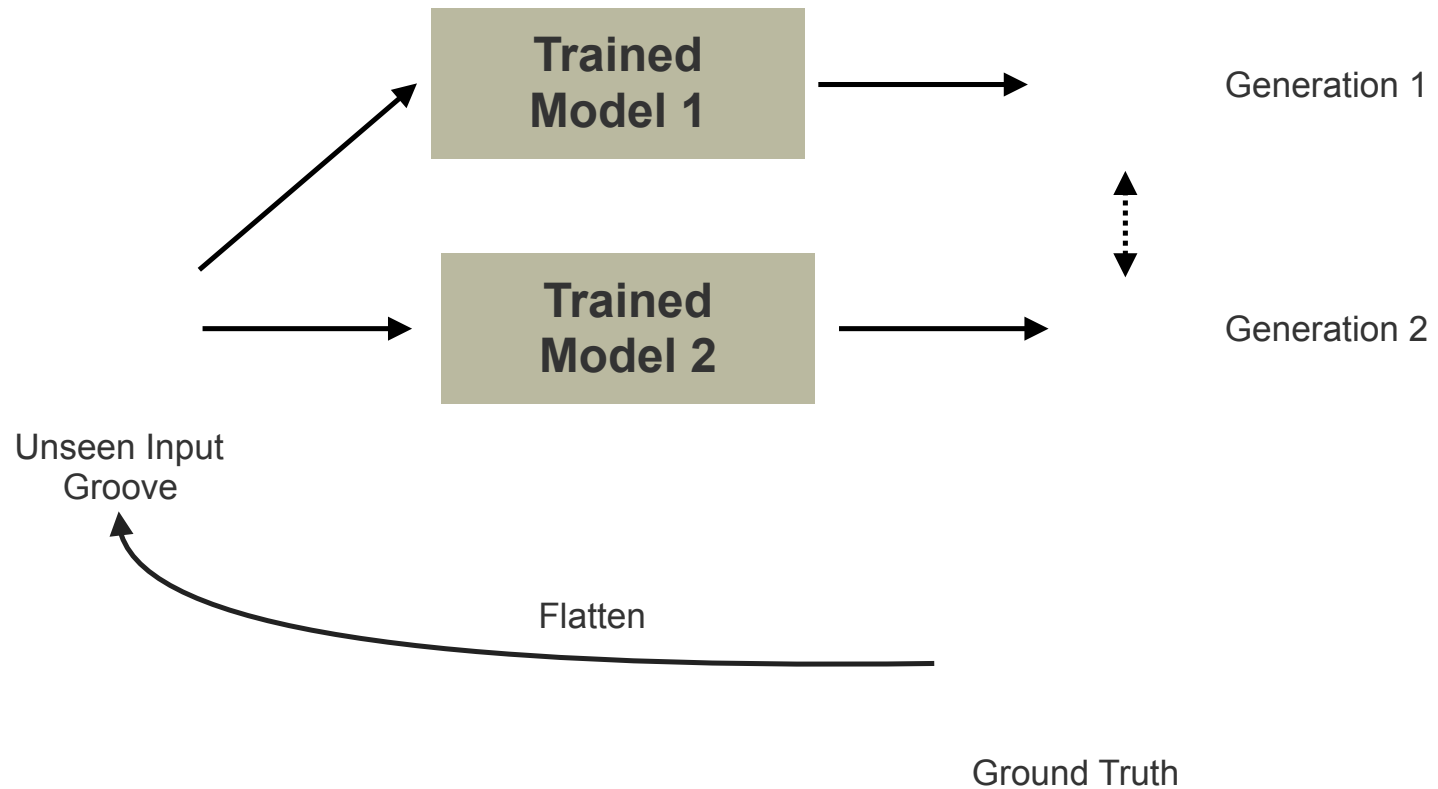 Trained
Model 1
Generation 1
Trained
Model 2
Generation 2
Unseen Input
Groove
Flatten
Ground Truth